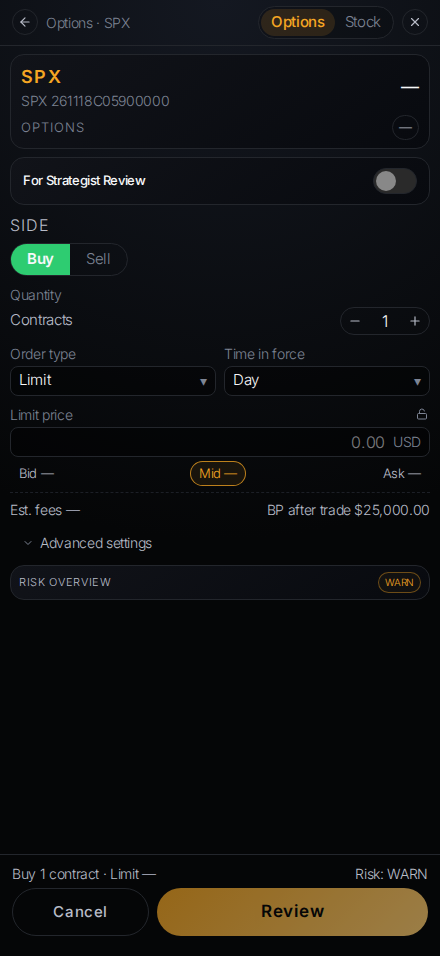 Options · SPX
Options Stock
SPX
—
SPX 261118C05900000
OPTIONS
—
For Strategist Review
SIDE
Buy Sell
Quantity
Contracts − 1 +
Order type Time in force
Limit Day
Limit price
0.00 USD
Bid — Mid — Ask —
Est. fees — BP after trade $25,000.00
Advanced settings
RISK OVERVIEW WARN
Buy 1 contract · Limit — Risk: WARN
Cancel Review